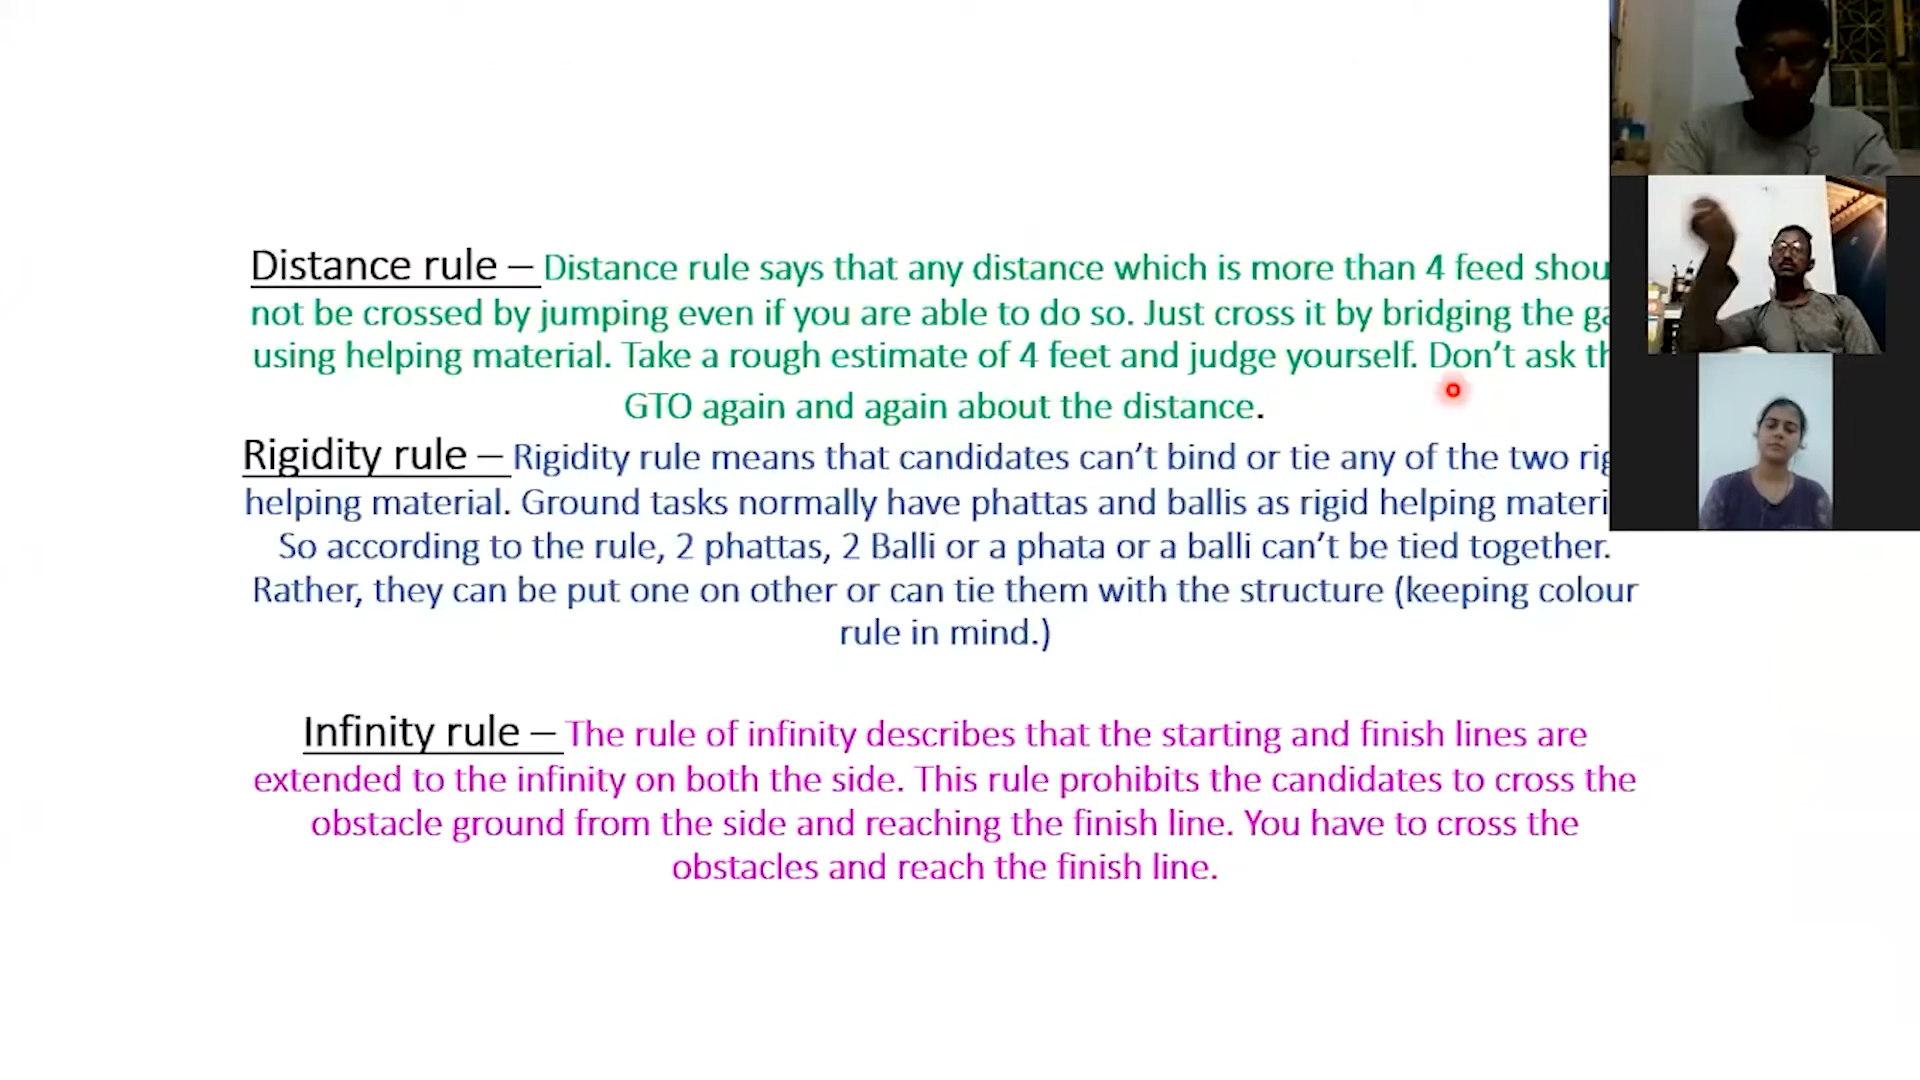 Distance rule – Distance rule says that any distance which is more than 4 feed shou
not be crossed by jumping even if you are able to do so. Just cross it by bridging the ga
using helping material. Take a rough estimate of 4 feet and judge yourself. Don’t ask th
GTO again and again about the distance.
Rigidity rule – Rigidity rule means that candidates can’t bind or tie any of the two rig
helping material. Ground tasks normally have phattas and ballis as rigid helping materi
So according to the rule, 2 phattas, 2 Balli or a phata or a balli can’t be tied together.
Rather, they can be put one on other or can tie them with the structure (keeping colour
rule in mind.)
Infinity rule – The rule of infinity describes that the starting and finish lines are
extended to the infinity on both the side. This rule prohibits the candidates to cross the
obstacle ground from the side and reaching the finish line. You have to cross the
obstacles and reach the finish line.